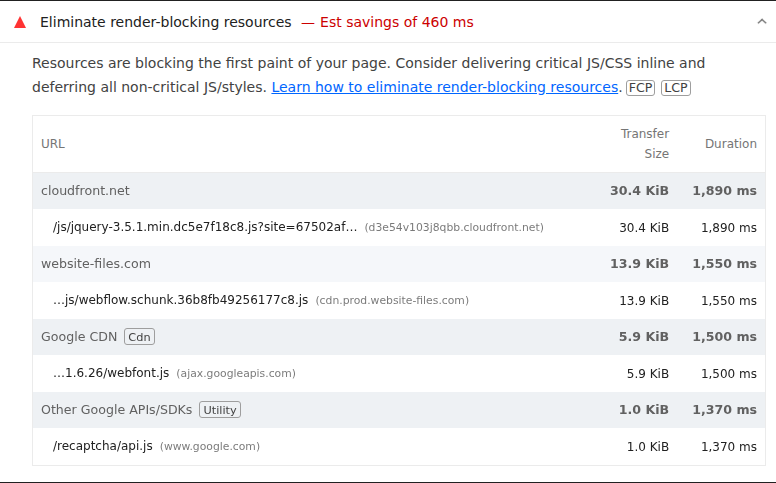 Eliminate render-blocking resources — Est savings of 460 ms
Resources are blocking the first paint of your page. Consider delivering critical JS/CSS inline and
deferring all non-critical JS/styles. Learn how to eliminate render-blocking resources. FCP LCP
URL Transfer Size Duration
cloudfront.net 30.4 KiB 1,890 ms
/js/jquery-3.5.1.min.dc5e7f18c8.js?site=67502af… (d3e54v103j8qbb.cloudfront.net) 30.4 KiB 1,890 ms
website-files.com 13.9 KiB 1,550 ms
…js/webflow.schunk.36b8fb49256177c8.js (cdn.prod.website-files.com) 13.9 KiB 1,550 ms
Google CDN Cdn 5.9 KiB 1,500 ms
…1.6.26/webfont.js (ajax.googleapis.com) 5.9 KiB 1,500 ms
Other Google APIs/SDKs Utility 1.0 KiB 1,370 ms
/recaptcha/api.js (www.google.com) 1.0 KiB 1,370 ms